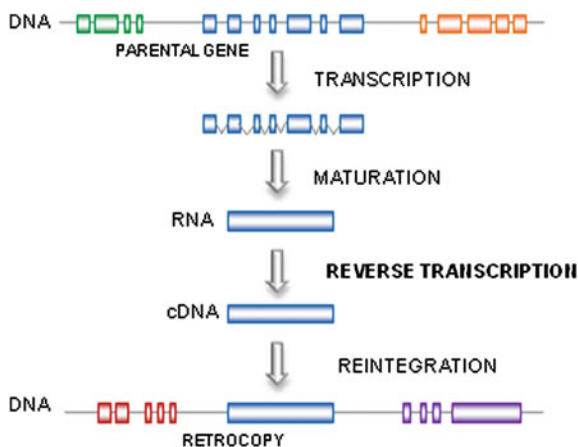 DNA
PARENTAL GENE
TRANSCRIPTION
MATURATION
RNA
REVERSE TRANSCRIPTION
cDNA
REINTEGRATION
DNA
RETROCOPY